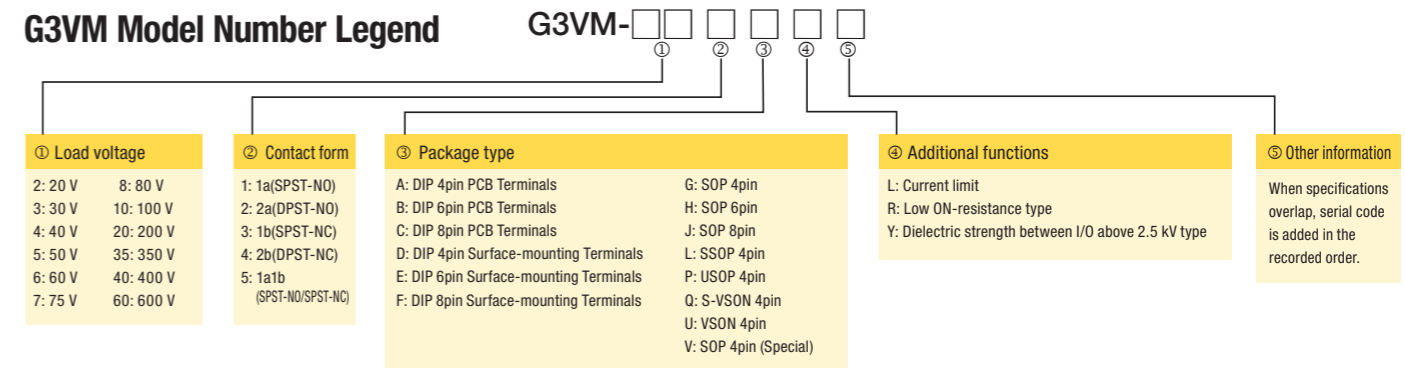 G3VM Model Number Legend
G3VM-□□ □ □ □ □
① ② ③ ④ ⑤
① Load voltage
2: 20 V 8: 80 V
3: 30 V 10: 100 V
4: 40 V 20: 200 V
5: 50 V 35: 350 V
6: 60 V 40: 400 V
7: 75 V 60: 600 V
② Contact form
1: 1a(SPST-NO)
2: 2a(DPST-NO)
3: 1b(SPST-NC)
4: 2b(DPST-NC)
5: 1a1b
(SPST-NO/SPST-NC)
③ Package type
A: DIP 4pin PCB Terminals
B: DIP 6pin PCB Terminals
C: DIP 8pin PCB Terminals
D: DIP 4pin Surface-mounting Terminals
E: DIP 6pin Surface-mounting Terminals
F: DIP 8pin Surface-mounting Terminals
G: SOP 4pin
H: SOP 6pin
J: SOP 8pin
L: SSOP 4pin
P: USOP 4pin
Q: S-VSON 4pin
U: VSON 4pin
V: SOP 4pin (Special)
④ Additional functions
L: Current limit
R: Low ON-resistance type
Y: Dielectric strength between I/O above 2.5 kV type
⑤ Other information
When specifications
overlap, serial code
is added in the
recorded order.